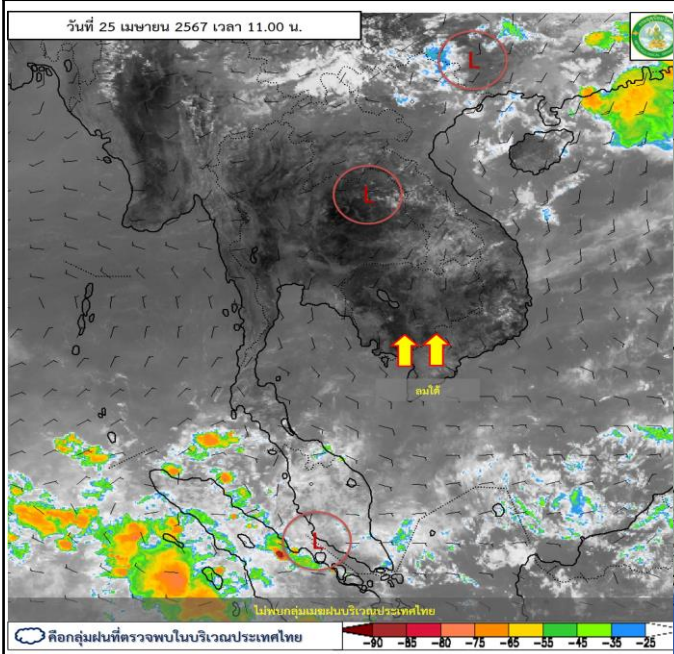 วันที่ 25 เมษายน 2567 เวลา 11.00 น.
L
L
ลมใต้
L
ไม่พบกลุ่มเมฆฝนบริเวณประเทศไทย
คือกลุ่มฝนที่ตรวจพบในบริเวณประเทศไทย
-90 -85 -80 -75 -65 -55 -45 -35 -25